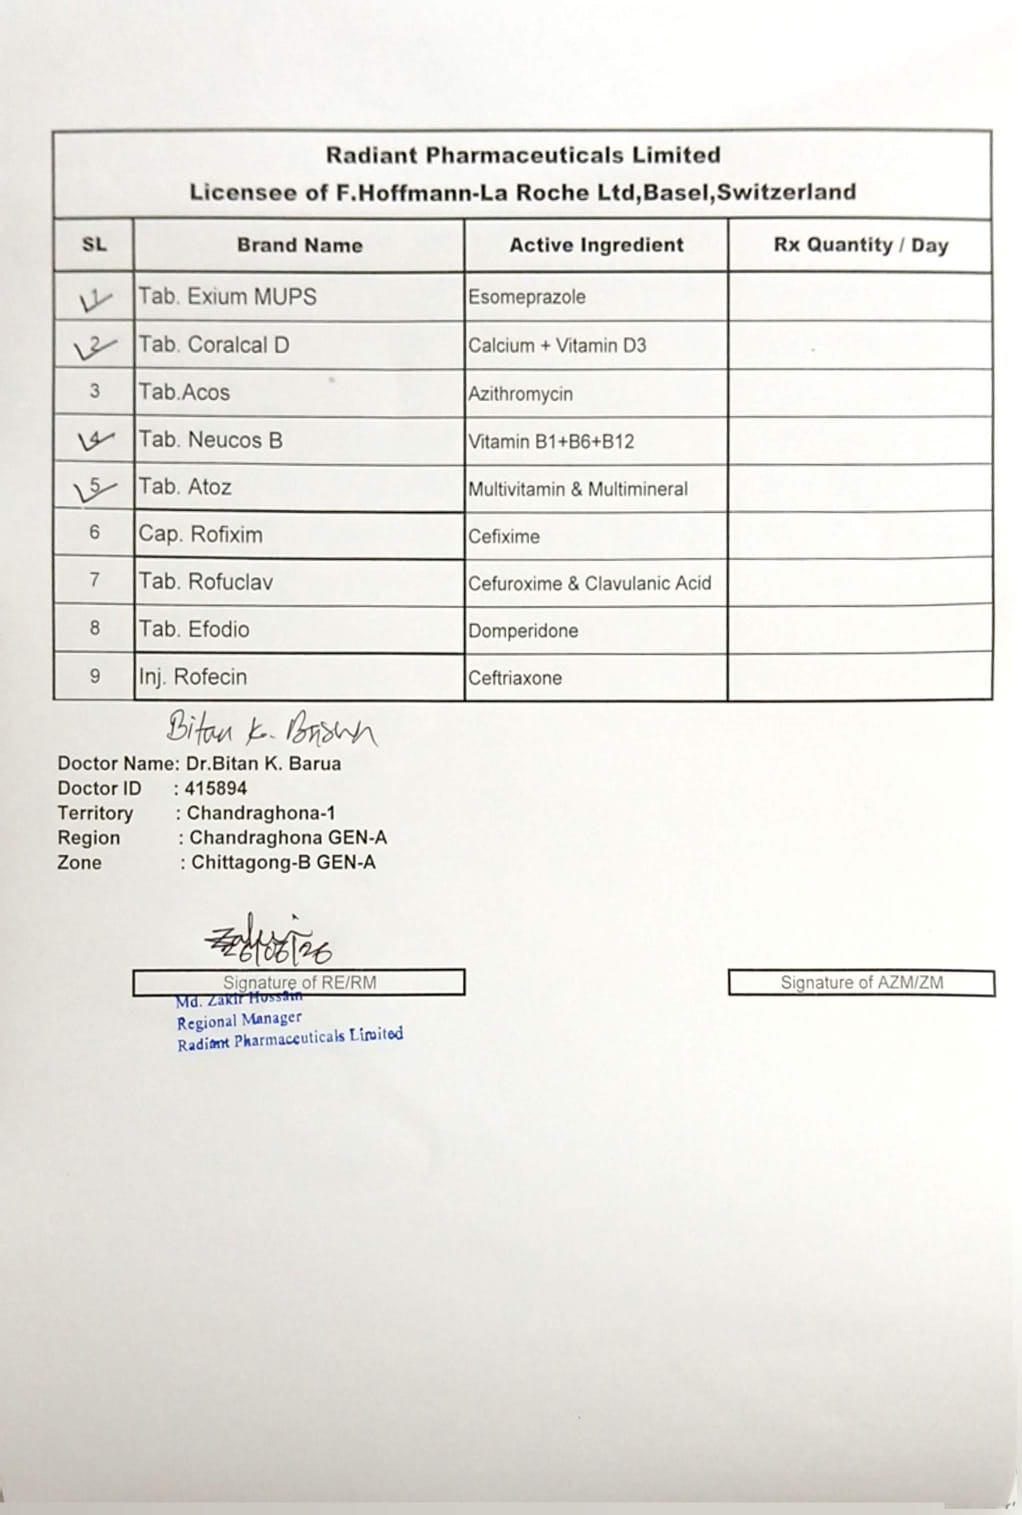 Radiant Pharmaceuticals Limited
Licensee of F.Hoffmann-La Roche Ltd,Basel,Switzerland
SL Brand Name Active Ingredient Rx Quantity / Day
1 Tab. Exium MUPS Esomeprazole
2 Tab. Coralcal D Calcium + Vitamin D3
3 Tab.Acos Azithromycin
4 Tab. Neucos B Vitamin B1+B6+B12
5 Tab. Atoz Multivitamin & Multimineral
6 Cap. Rofixim Cefixime
7 Tab. Rofuclav Cefuroxime & Clavulanic Acid
8 Tab. Efodio Domperidone
9 Inj. Rofecin Ceftriaxone
Bitan K.
Doctor Name: Dr.Bitan K. Barua
Doctor ID : 415894
Territory : Chandraghona-1
Region : Chandraghona GEN-A
Zone : Chittagong-B GEN-A
Signature of RE/RM Signature of AZM/ZM
Md. Zakir Hossain
Regional Manager
Radiant Pharmaceuticals Limited